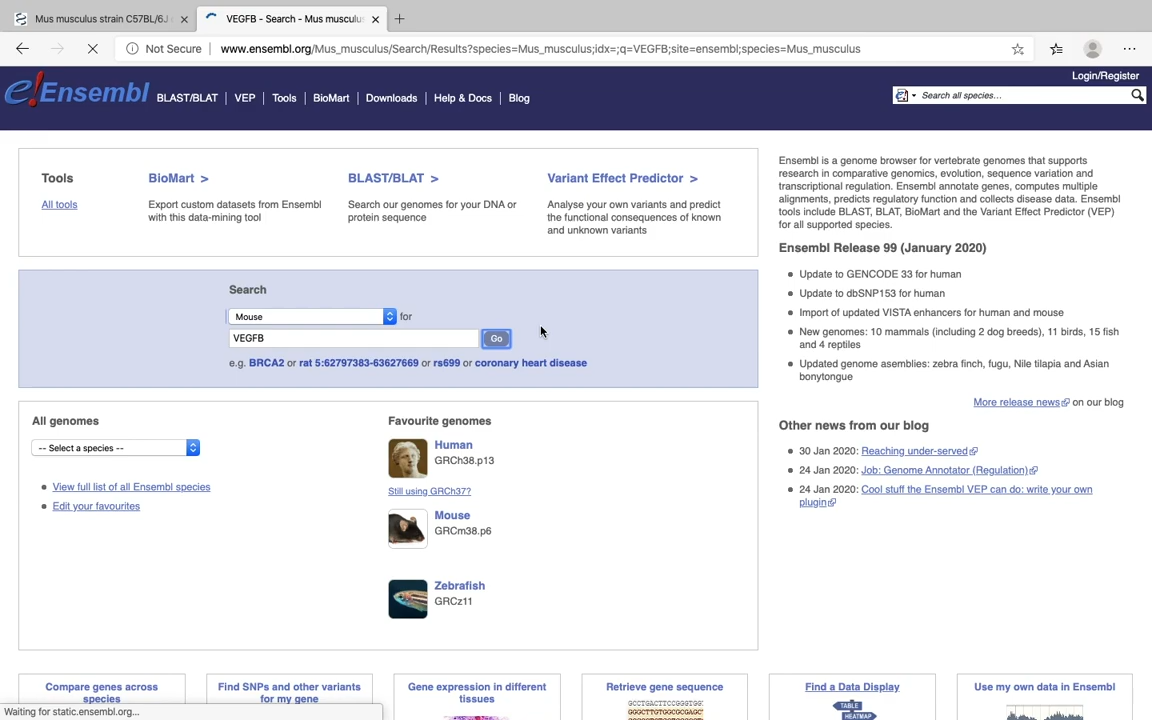 Mus musculus strain C57BL/6J
VEGFB - Search - Mus musculus
Not Secure
www.ensembl.org/Mus_musculus/Search/Results?species=Mus_musculus;idx=;q=VEGFB;site=ensembl;species=Mus_musculus
Login/Register
e!Ensembl
BLAST/BLAT | VEP | Tools | BioMart | Downloads | Help & Docs | Blog
Search all species...
Tools
All tools
BioMart >
Export custom datasets from Ensembl
with this data-mining tool
BLAST/BLAT >
Search our genomes for your DNA or
protein sequence
Variant Effect Predictor >
Analyse your own variants and predict
the functional consequences of known
and unknown variants
Search
Mouse
for
VEGFB
Go
e.g. BRCA2 or rat 5:62797383-63627669 or rs699 or coronary heart disease
All genomes
-- Select a species --
View full list of all Ensembl species
Edit your favourites
Favourite genomes
Human
GRCh38.p13
Still using GRCh37?
Mouse
GRCm38.p6
Zebrafish
GRCz11
Ensembl is a genome browser for vertebrate genomes that supports
research in comparative genomics, evolution, sequence variation and
transcriptional regulation. Ensembl annotate genes, computes multiple
alignments, predicts regulatory function and collects disease data. Ensembl
tools include BLAST, BLAT, BioMart and the Variant Effect Predictor (VEP)
for all supported species.
Ensembl Release 99 (January 2020)
Update to GENCODE 33 for human
Update to dbSNP153 for human
Import of updated VISTA enhancers for human and mouse
New genomes: 10 mammals (including 2 dog breeds), 11 birds, 15 fish
and 4 reptiles
Updated genome asemblies: zebra finch, fugu, Nile tilapia and Asian
bonytongue
More release news on our blog
Other news from our blog
30 Jan 2020: Reaching under-served
24 Jan 2020: Job: Genome Annotator (Regulation)
24 Jan 2020: Cool stuff the Ensembl VEP can do: write your own
plugin
Compare genes across
species
Find SNPs and other variants
for my gene
Gene expression in different
tissues
Retrieve gene sequence
Find a Data Display
TABLE
HEATMAP
Use my own data in Ensembl
Waiting for static.ensembl.org...